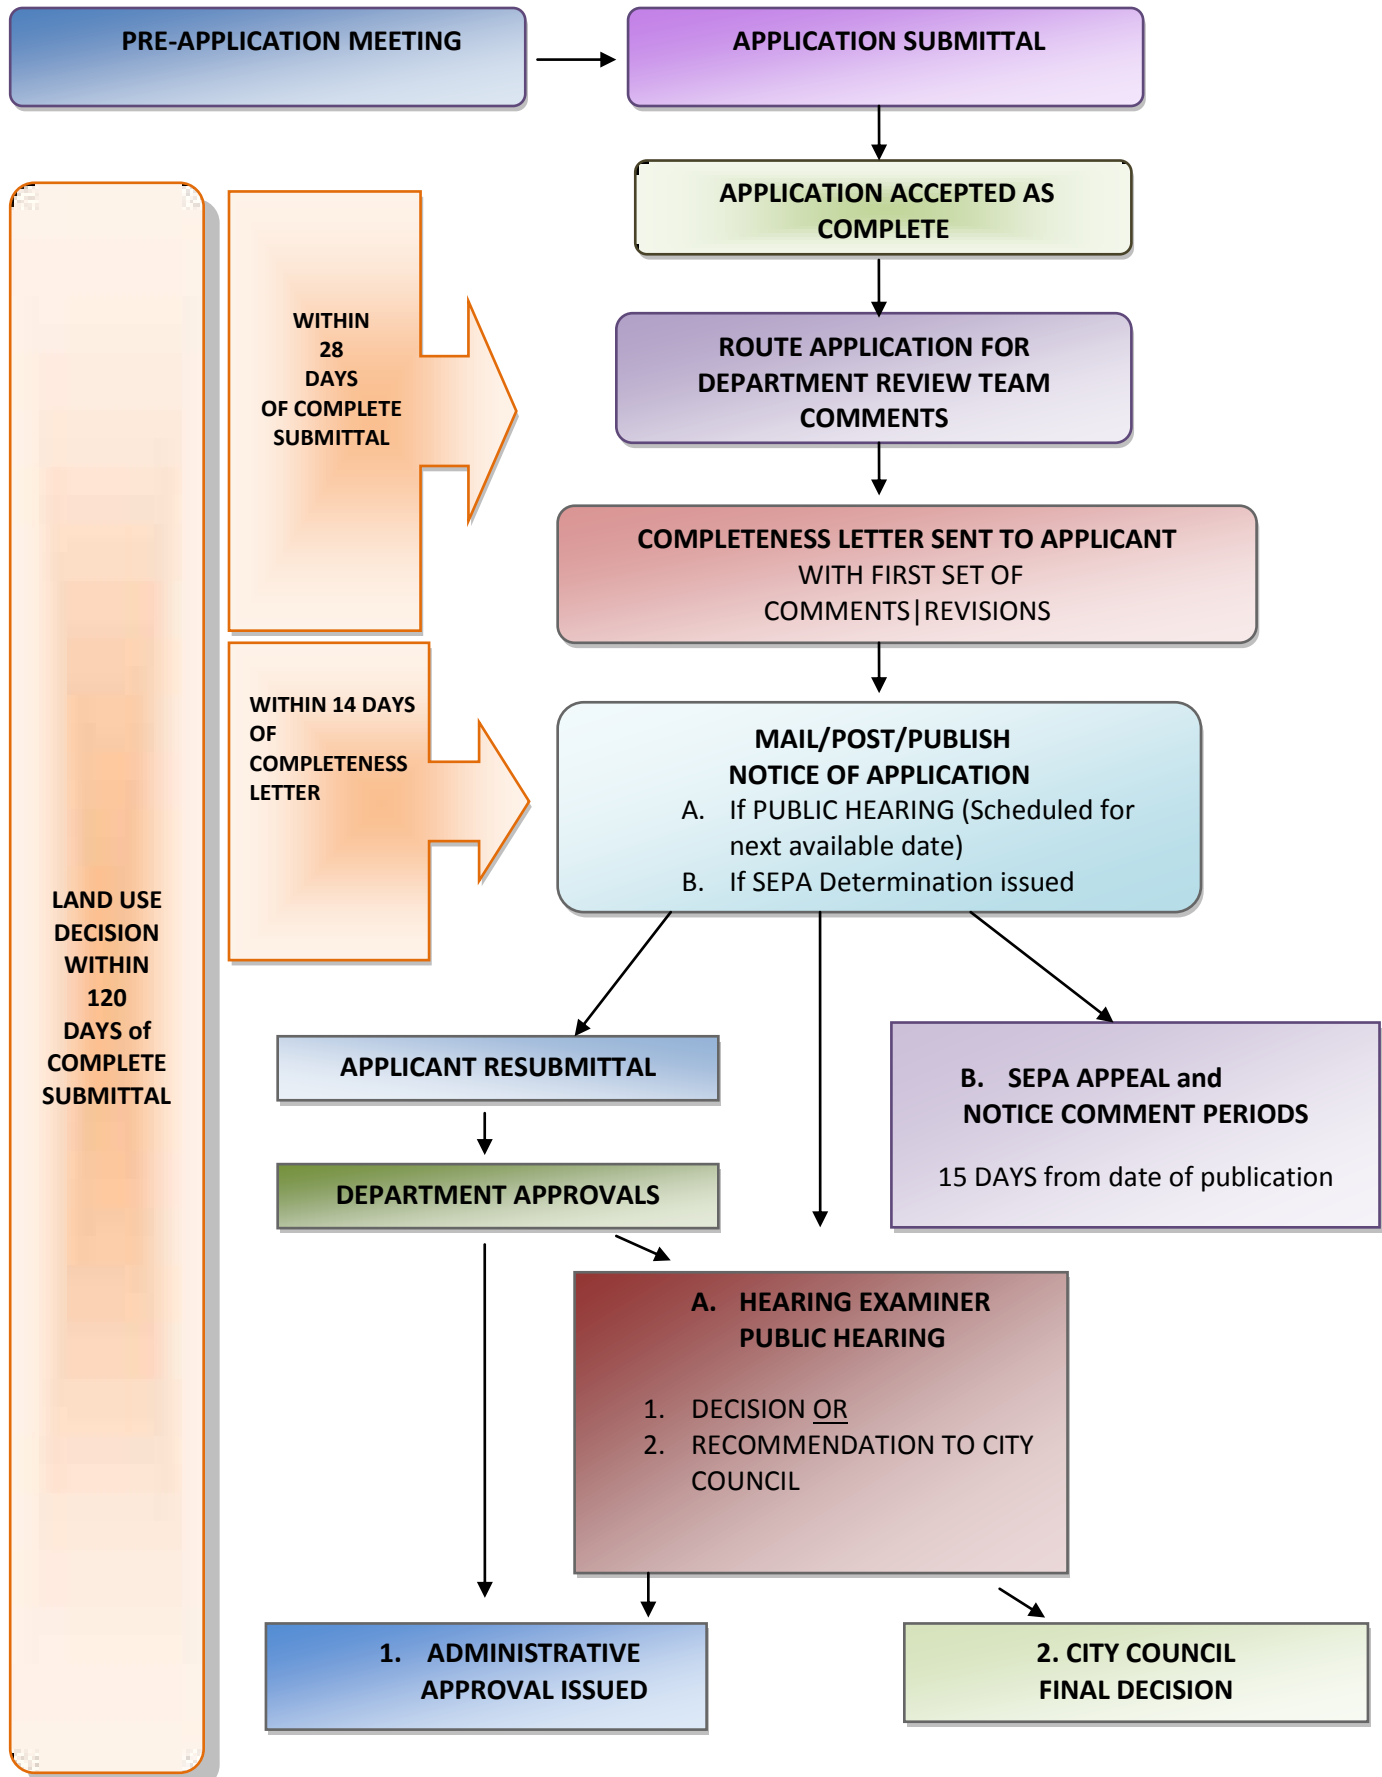 PRE-APPLICATION MEETING
APPLICATION SUBMITTAL
APPLICATION ACCEPTED AS
COMPLETE
WITHIN
28
DAYS
OF COMPLETE
SUBMITTAL
ROUTE APPLICATION FOR
DEPARTMENT REVIEW TEAM
COMMENTS
COMPLETENESS LETTER SENT TO APPLICANT
WITH FIRST SET OF
COMMENTS|REVISIONS
WITHIN 14 DAYS
OF
COMPLETENESS
LETTER
MAIL/POST/PUBLISH
NOTICE OF APPLICATION
A. If PUBLIC HEARING (Scheduled for
next available date)
B. If SEPA Determination issued
LAND USE
DECISION
WITHIN
120
DAYS of
COMPLETE
SUBMITTAL
APPLICANT RESUBMITTAL
B. SEPA APPEAL and
NOTICE COMMENT PERIODS
15 DAYS from date of publication
DEPARTMENT APPROVALS
A. HEARING EXAMINER
PUBLIC HEARING
1. DECISION OR
2. RECOMMENDATION TO CITY
COUNCIL
1. ADMINISTRATIVE
APPROVAL ISSUED
2. CITY COUNCIL
FINAL DECISION